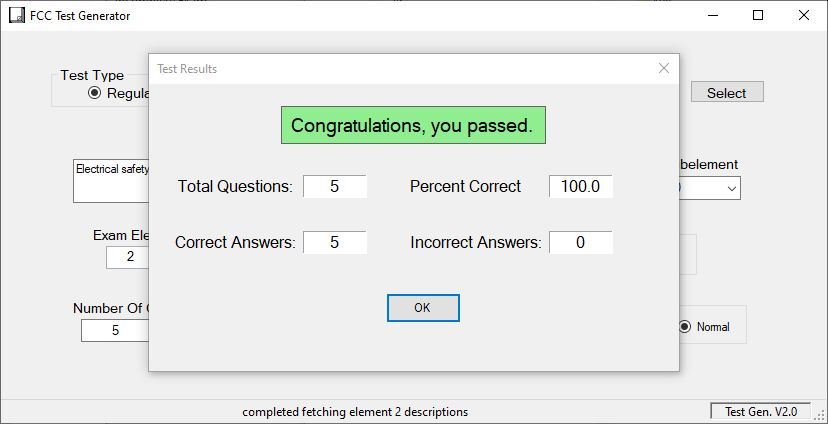 FCC Test Generator
Test Results
Test Type
Regula
Select
Congratulations, you passed.
Electrical safety
belement
Total Questions: 5 Percent Correct 100.0
Exam Ele
2
Correct Answers: 5 Incorrect Answers: 0
Number Of
5
OK
Normal
completed fetching element 2 descriptions
Test Gen. V2.0